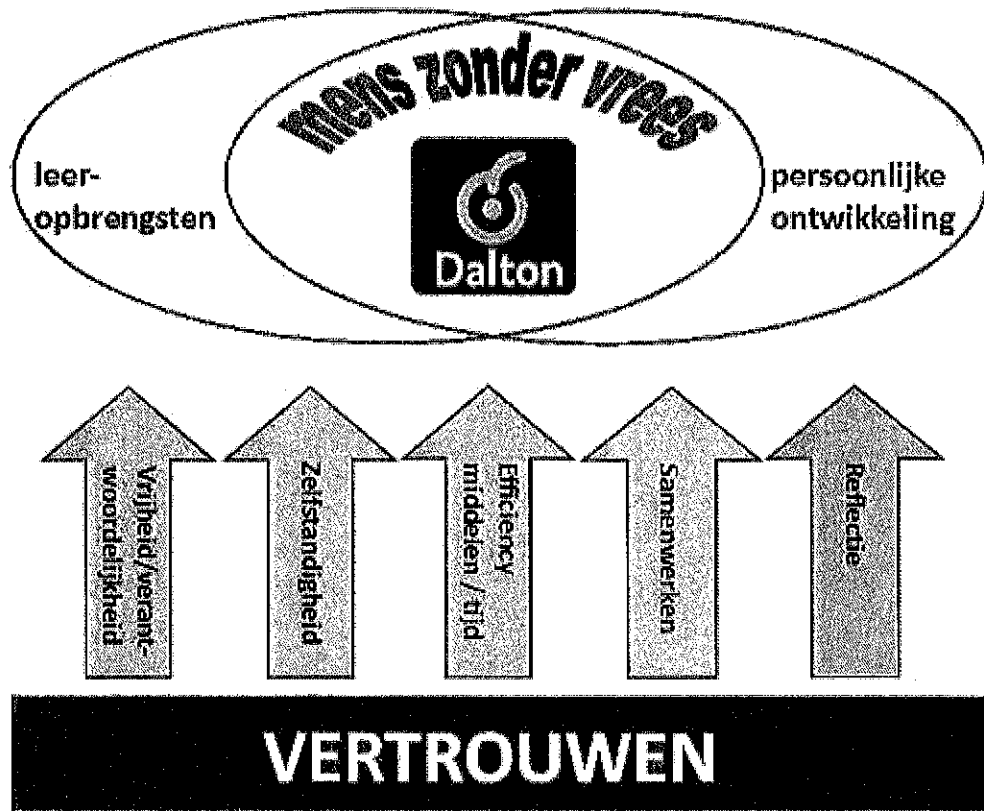 mens zonder vrees
leer-
opbrengsten
Dalton
persoonlijke
ontwikkeling
Vrijheid/verant-
woordelijkheid
Zelfstandigheid
Efficiency
middelen / tijd
Samenwerken
Reflectie
VERTROUWEN